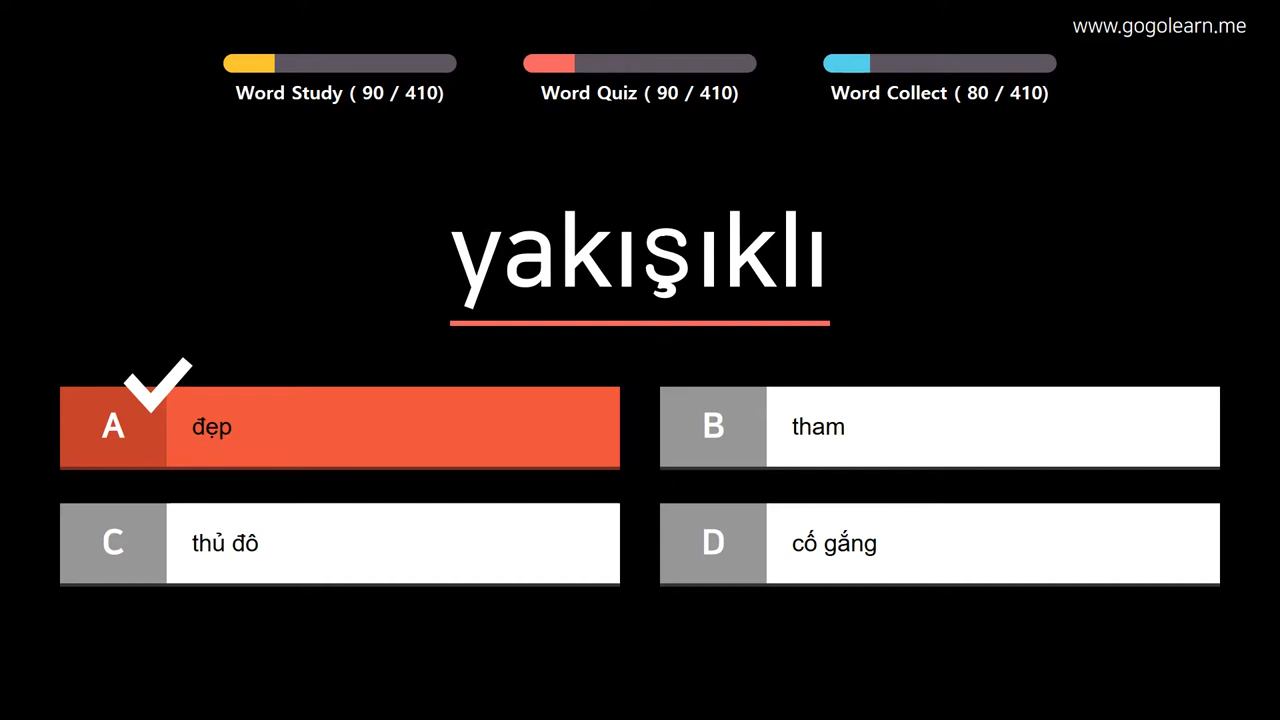 www.gogolearn.me
Word Study ( 90 / 410)
Word Quiz ( 90 / 410)
Word Collect ( 80 / 410)
yakışıklı
A đẹp
B tham
C thủ đô
D cố gắng